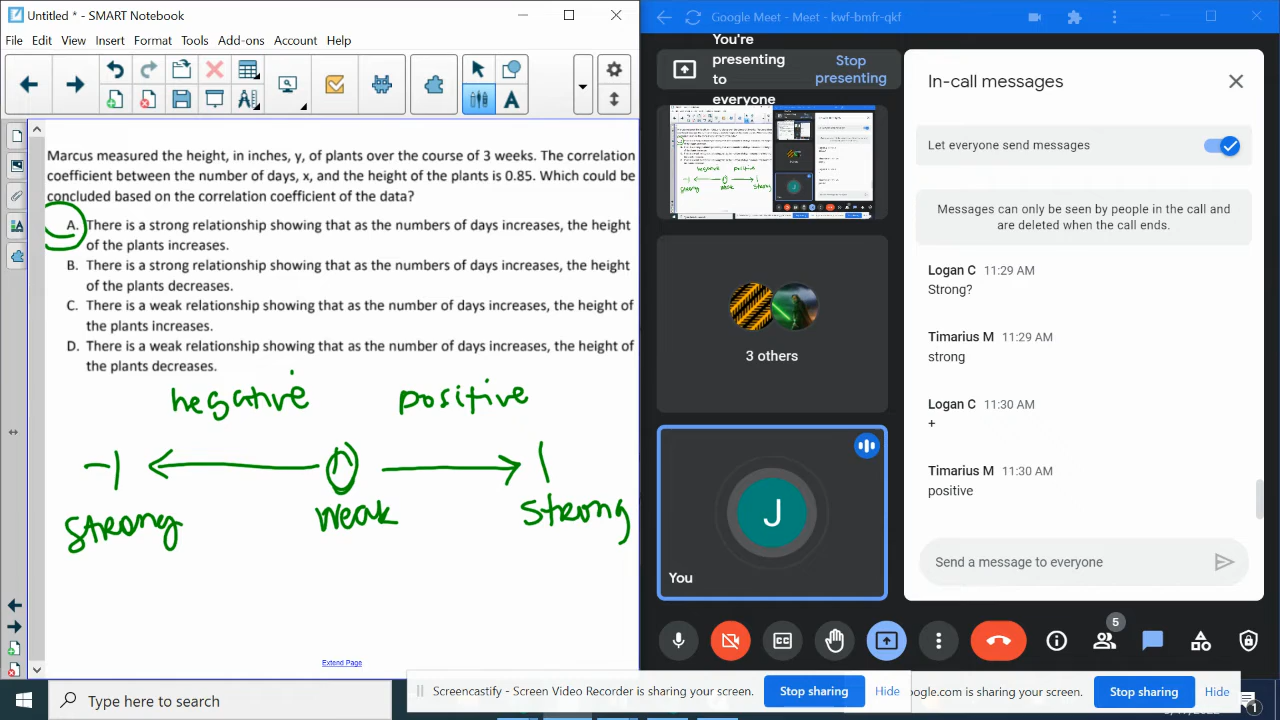 Untitled * - SMART Notebook
File Edit View Insert Format Tools Add-ons Account Help
A
Marcus measured the height, in inches, y, of plants over the course of 3 weeks. The correlation
coefficient between the number of days, x, and the height of the plants is 0.85. Which could be
concluded based on the correlation coefficient of the data?
A. There is a strong relationship showing that as the numbers of days increases, the height
of the plants increases.
B. There is a strong relationship showing that as the numbers of days increases, the height
of the plants decreases.
C. There is a weak relationship showing that as the number of days increases, the height of
the plants increases.
D. There is a weak relationship showing that as the number of days increases, the height of
the plants decreases.
negative positive
-1 0 1
strong weak strong
Extend Page
Google Meet - Meet - kwf-bmfr-qkf
You're
presenting
to
everyone
Stop
presenting
3 others
J
You
In-call messages
Let everyone send messages
Messages can only be seen by people in the call and
are deleted when the call ends.
Logan C 11:29 AM
Strong?
Timarius M 11:29 AM
strong
Logan C 11:30 AM
+
Timarius M 11:30 AM
positive
Send a message to everyone
5
Type here to search
Screencastify - Screen Video Recorder is sharing your screen.
Stop sharing
Hide
ogle.com is sharing your screen.
Stop sharing
Hide
1